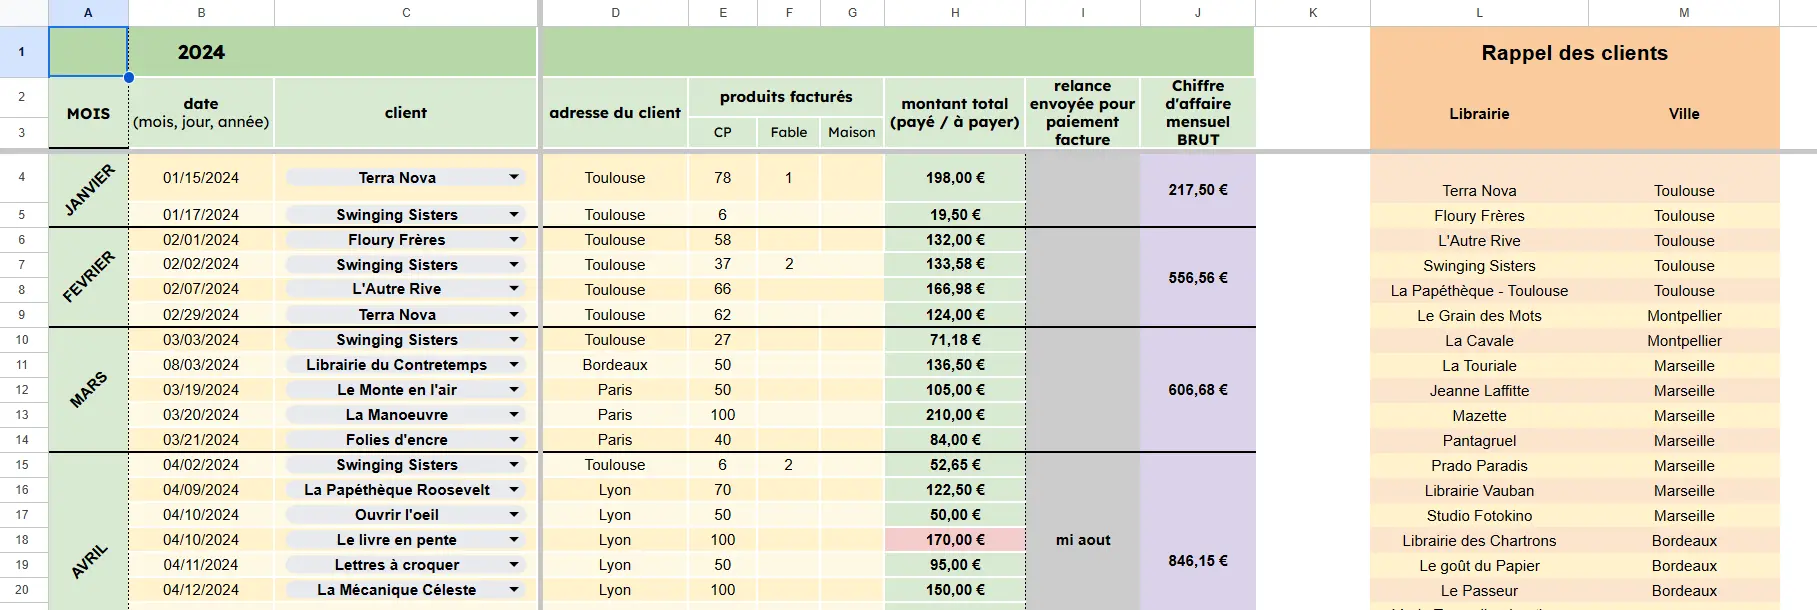 A B C D E F G H I J K L M
1 2024 Rappel des clients
2 MOIS date client adresse du client produits facturés montant total relance envoyée pour paiement facture Chiffre d'affaire mensuel BRUT Librairie Ville
3 (mois, jour, année) CP Fable Maison (payé / à payer)
4 JANVIER 01/15/2024 Terra Nova Toulouse 78 1 198,00 € 217,50 € Terra Nova Toulouse
5 01/17/2024 Swinging Sisters Toulouse 6 19,50 € Floury Frères Toulouse
6 FEVRIER 02/01/2024 Floury Frères Toulouse 58 132,00 € 556,56 € L'Autre Rive Toulouse
7 02/02/2024 Swinging Sisters Toulouse 37 2 133,58 € Swinging Sisters Toulouse
8 02/07/2024 L'Autre Rive Toulouse 66 166,98 € La Papéthèque - Toulouse Toulouse
9 02/29/2024 Terra Nova Toulouse 62 124,00 € Le Grain des Mots Montpellier
10 MARS 03/03/2024 Swinging Sisters Toulouse 27 71,18 € 606,68 € La Cavale Montpellier
11 08/03/2024 Librairie du Contretemps Bordeaux 50 136,50 € La Touriale Marseille
12 03/19/2024 Le Monte en l'air Paris 50 105,00 € Jeanne Laffitte Marseille
13 03/20/2024 La Manoeuvre Paris 100 210,00 € Mazette Marseille
14 03/21/2024 Folies d'encre Paris 40 84,00 € Pantagruel Marseille
15 AVRIL 04/02/2024 Swinging Sisters Toulouse 6 2 52,65 € 846,15 € Prado Paradis Marseille
16 04/09/2024 La Papéthèque Roosevelt Lyon 70 122,50 € Librairie Vauban Marseille
17 04/10/2024 Ouvrir l'oeil Lyon 50 50,00 € Studio Fotokino Marseille
18 04/10/2024 Le livre en pente Lyon 100 170,00 € mi aout Librairie des Chartrons Bordeaux
19 04/11/2024 Lettres à croquer Lyon 50 95,00 € Le goût du Papier Bordeaux
20 04/12/2024 La Mécanique Céleste Lyon 100 150,00 € Le Passeur Bordeaux